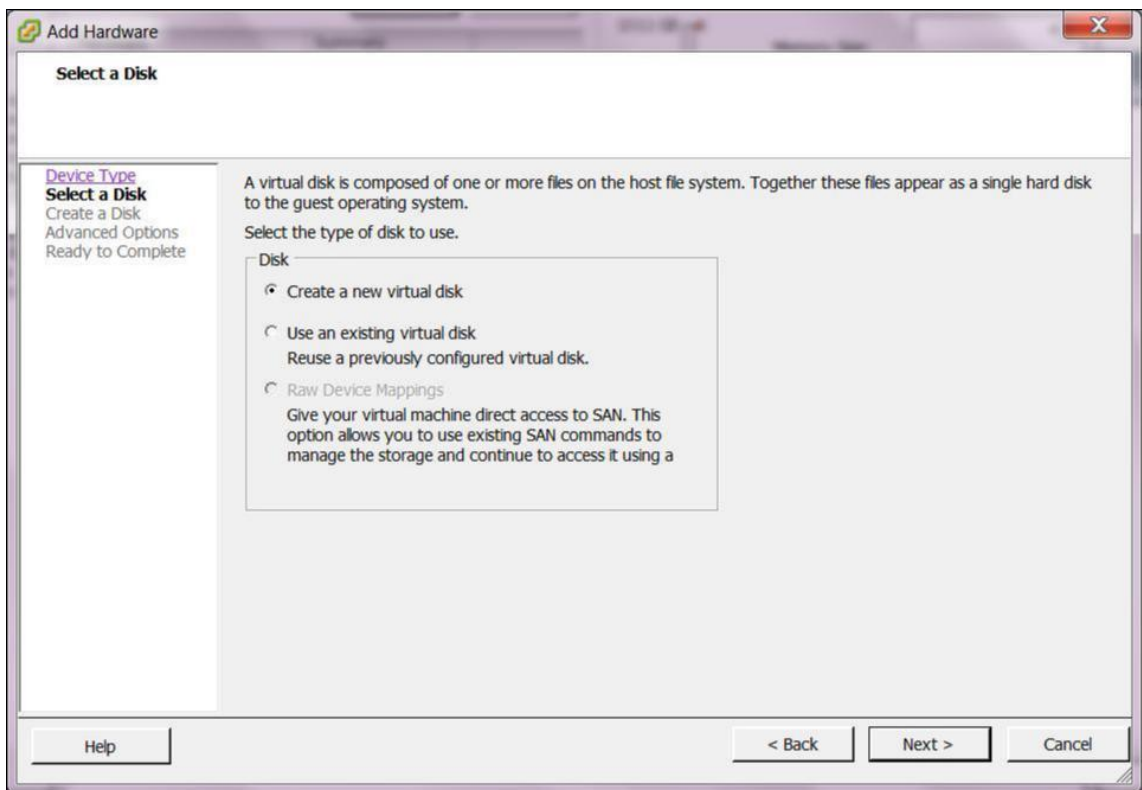 Add Hardware
Select a Disk
Device Type
Select a Disk
Create a Disk
Advanced Options
Ready to Complete
A virtual disk is composed of one or more files on the host file system. Together these files appear as a single hard disk
to the guest operating system.
Select the type of disk to use.
Disk
Create a new virtual disk
Use an existing virtual disk
Reuse a previously configured virtual disk.
Raw Device Mappings
Give your virtual machine direct access to SAN. This
option allows you to use existing SAN commands to
manage the storage and continue to access it using a
Help
< Back
Next >
Cancel